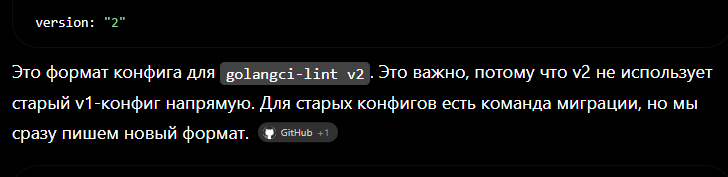 version: "2"
Это формат конфига для golangci-lint v2. Это важно, потому что v2 не использует
старый v1-конфиг напрямую. Для старых конфигов есть команда миграции, но мы
сразу пишем новый формат. GitHub +1